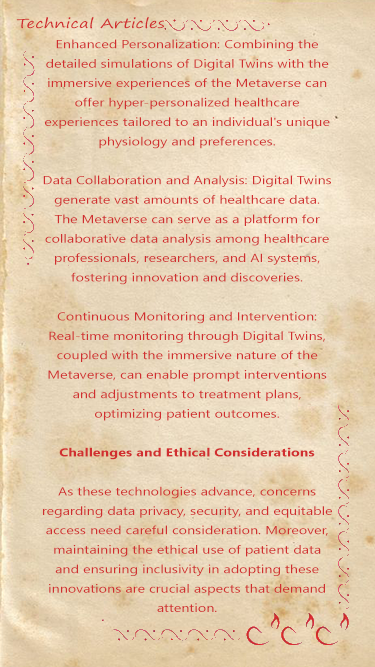 Technical Articles
Enhanced Personalization: Combining the
detailed simulations of Digital Twins with the
immersive experiences of the Metaverse can
offer hyper-personalized healthcare
experiences tailored to an individual's unique
physiology and preferences.
Data Collaboration and Analysis: Digital Twins
generate vast amounts of healthcare data.
The Metaverse can serve as a platform for
collaborative data analysis among healthcare
professionals, researchers, and AI systems,
fostering innovation and discoveries.
Continuous Monitoring and Intervention:
Real-time monitoring through Digital Twins,
coupled with the immersive nature of the
Metaverse, can enable prompt interventions
and adjustments to treatment plans,
optimizing patient outcomes.
Challenges and Ethical Considerations
As these technologies advance, concerns
regarding data privacy, security, and equitable
access need careful consideration. Moreover,
maintaining the ethical use of patient data
and ensuring inclusivity in adopting these
innovations are crucial aspects that demand
attention.